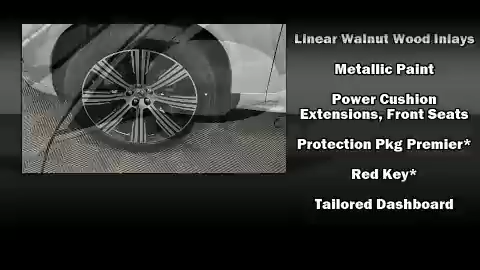 Linear Walnut Wood Inlays
Metallic Paint
Power Cushion
Extensions, Front Seats
Protection Pkg Premier*
Red Key*
Tailored Dashboard